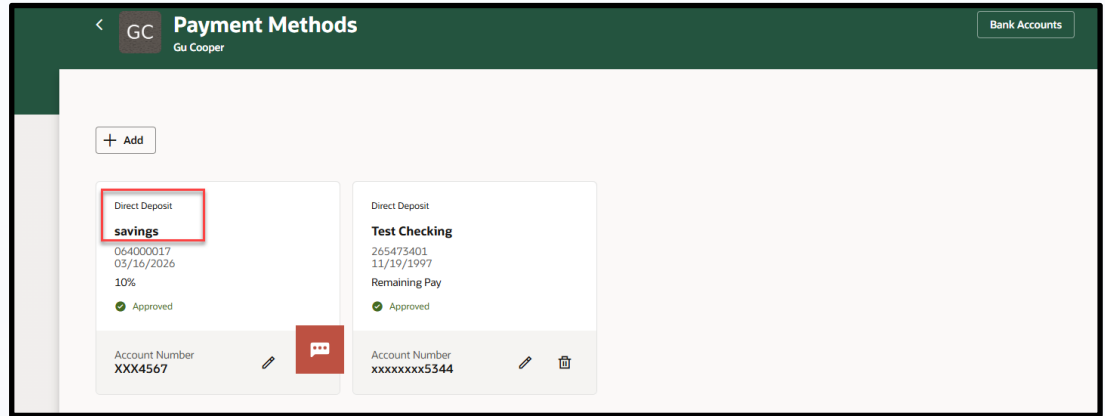 GC
Payment Methods
Gu Cooper
Bank Accounts
+ Add
Direct Deposit
savings
064000017
03/16/2026
10%
Approved
Account Number
XXX4567
Direct Deposit
Test Checking
265473401
11/19/1997
Remaining Pay
Approved
Account Number
xxxxxxxx5344